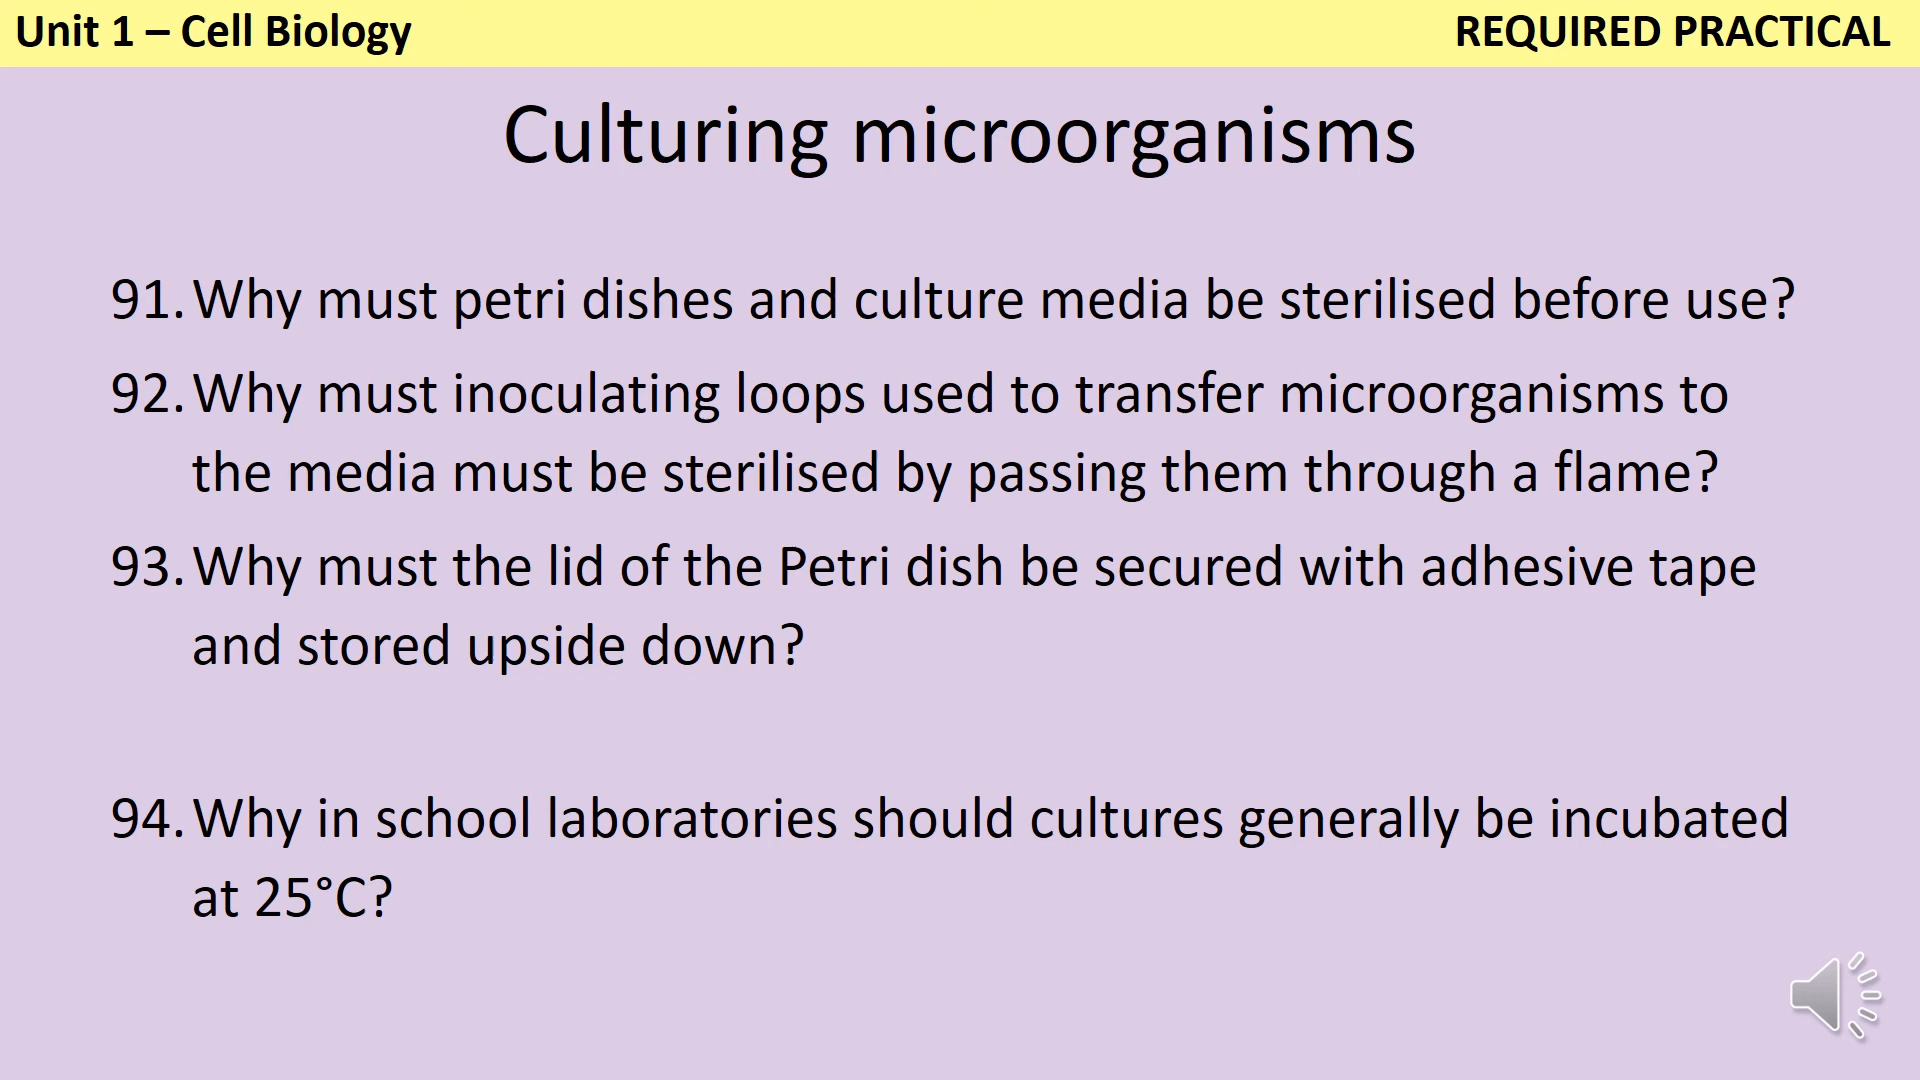 Unit 1 – Cell Biology
REQUIRED PRACTICAL
Culturing microorganisms
91. Why must petri dishes and culture media be sterilised before use?
92. Why must inoculating loops used to transfer microorganisms to
the media must be sterilised by passing them through a flame?
93. Why must the lid of the Petri dish be secured with adhesive tape
and stored upside down?
94. Why in school laboratories should cultures generally be incubated
at 25°C?